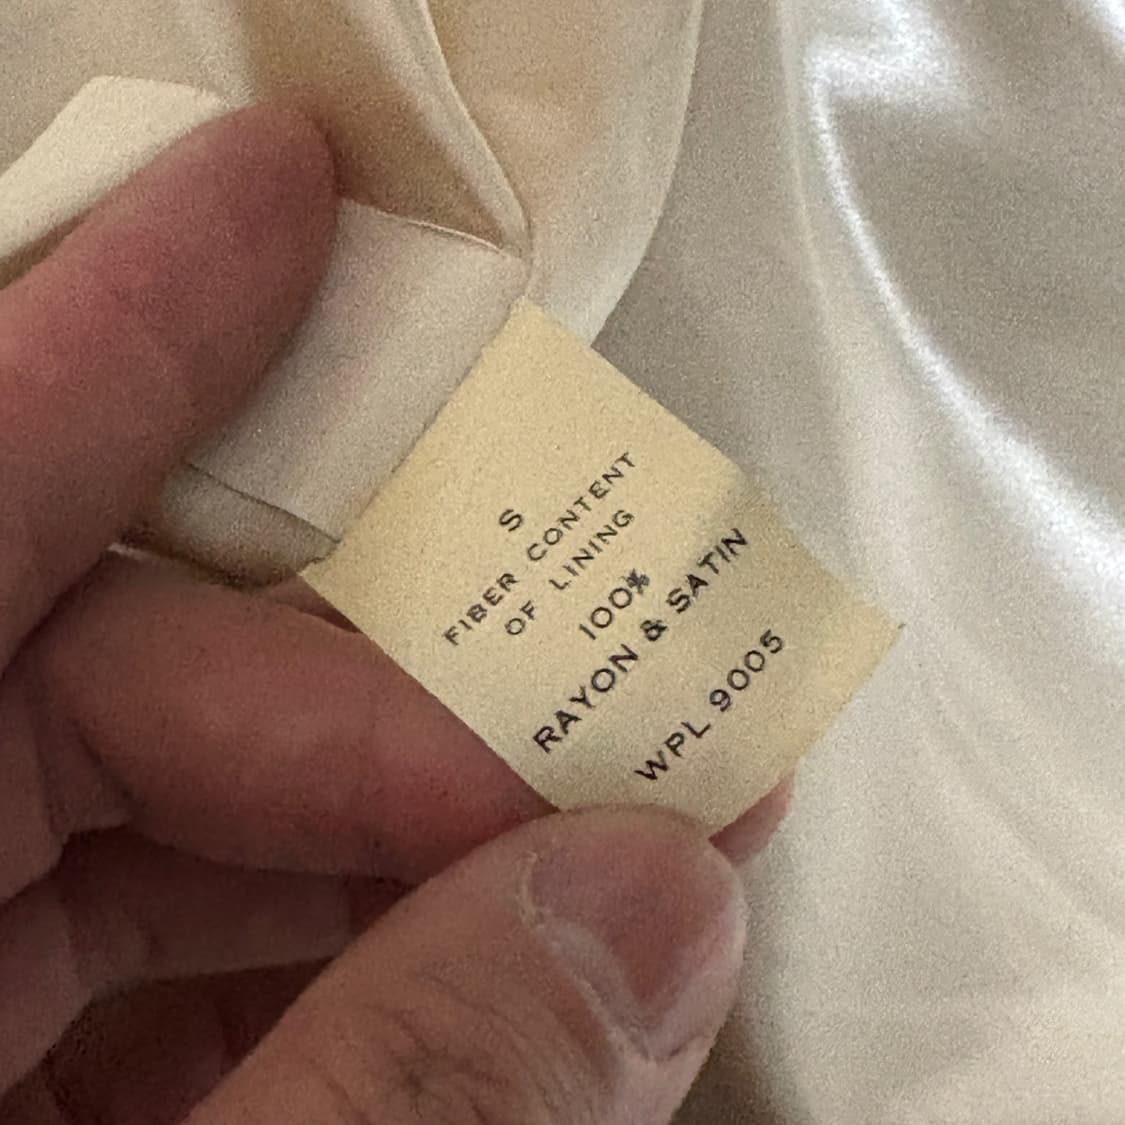 S
FIBER CONTENT
OF LINING
100%
RAYON & SATIN
WPL 9005